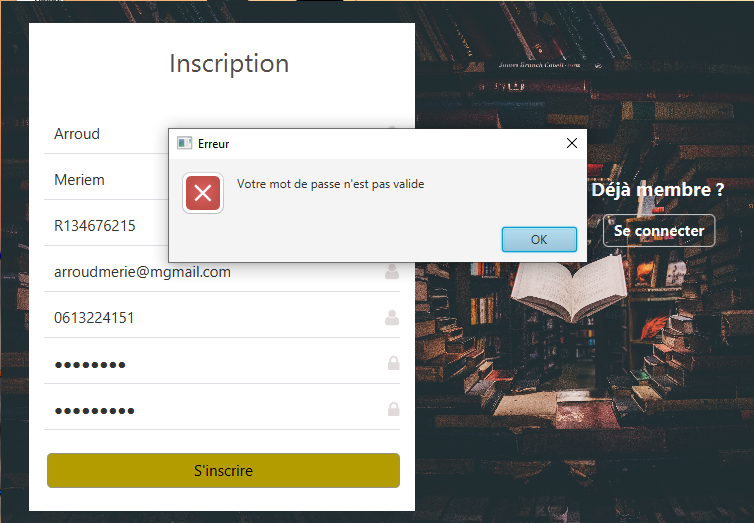 Inscription
Arroud
Erreur
Meriem
Votre mot de passe n'est pas valide
Déjà membre ?
R134676215
Se connecter
OK
arroudmerie@mgmail.com
0613224151
●●●●●●●●
●●●●●●●●●
S'inscrire